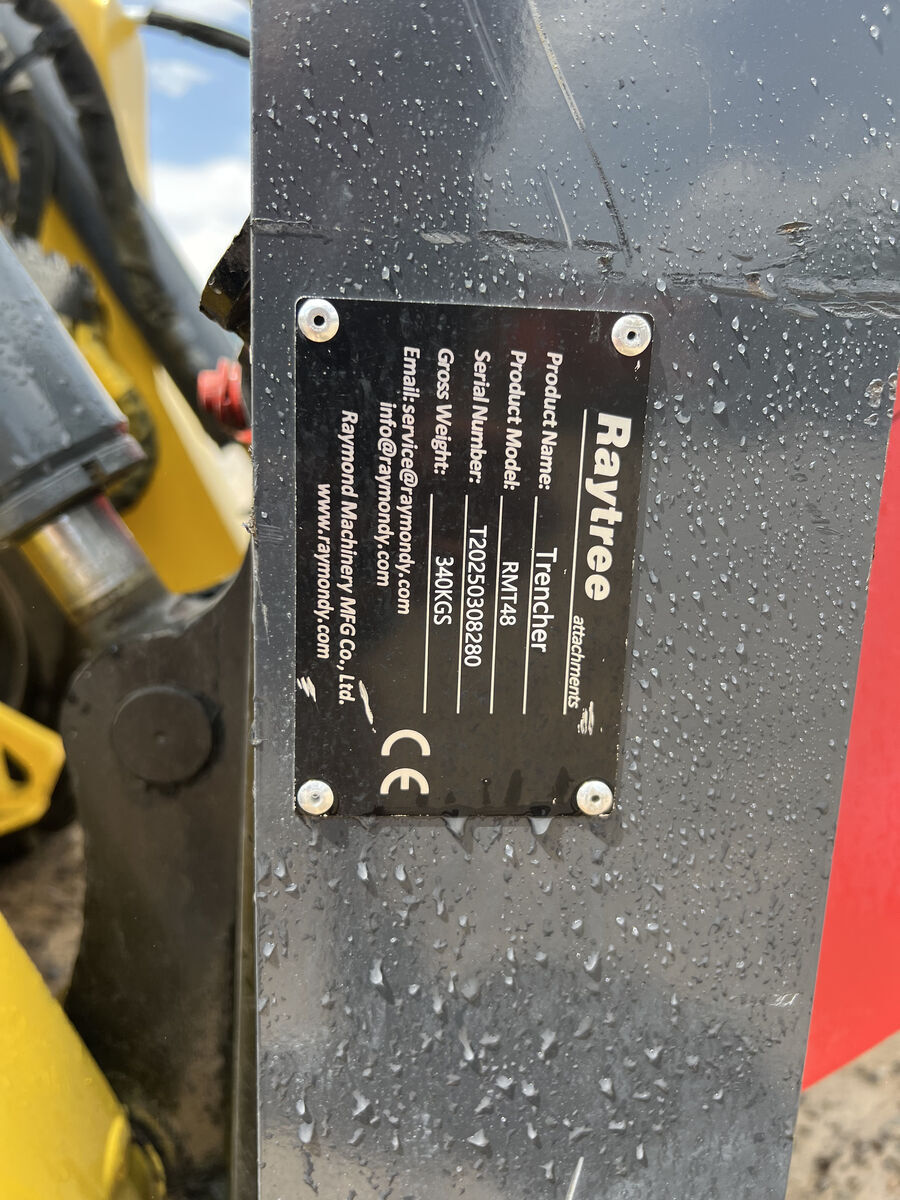 Raytree attachments
Product Name: Trencher
Product Model: RMT48
Serial Number: T20250308280
Gross Weight: 340KGS
Email: service@raymondy.com
info@raymondy.com
Raymond Machinery MFG Co., Ltd.
www.raymondy.com
CE